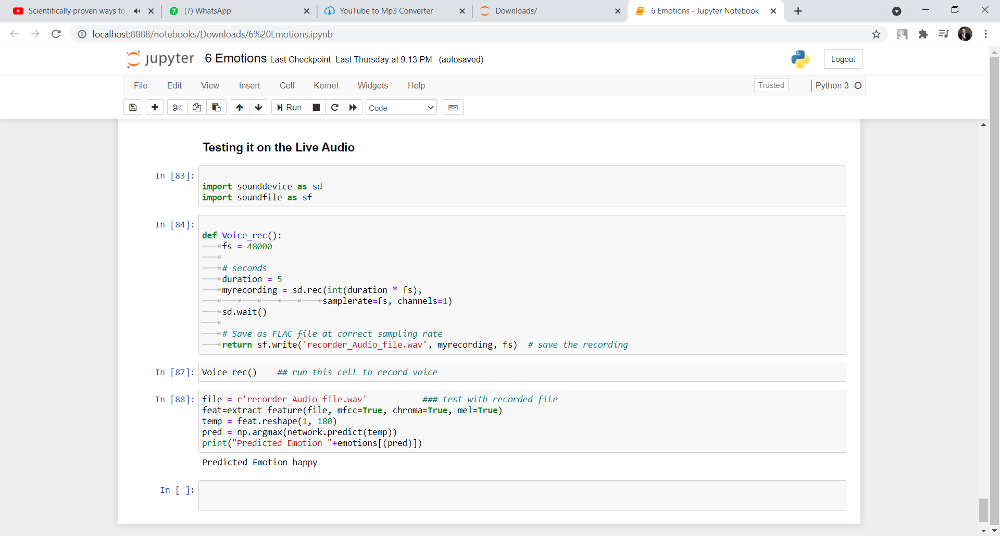 Scientifically proven ways to
(7) WhatsApp
YouTube to Mp3 Converter
Downloads/
6 Emotions - Jupyter Notebook
localhost:8888/notebooks/Downloads/6%20Emotions.ipynb
jupyter 6 Emotions Last Checkpoint: Last Thursday at 9:13 PM (autosaved)
Logout
File Edit View Insert Cell Kernel Widgets Help
Trusted
Python 3
Run
Code
Testing it on the Live Audio
In [83]:
import sounddevice as sd
import soundfile as sf
In [84]:
def Voice_rec():
fs = 48000
# seconds
duration = 5
myrecording = sd.rec(int(duration * fs),
samplerate=fs, channels=1)
sd.wait()
# Save as FLAC file at correct sampling rate
return sf.write('recorder_Audio_file.wav', myrecording, fs)  # save the recording
In [87]: Voice_rec()    ## run this cell to record voice
In [88]: file = r'recorder_Audio_file.wav'           ### test with recorded file
feat=extract_feature(file, mfcc=True, chroma=True, mel=True)
temp = feat.reshape(1, 180)
pred = np.argmax(network.predict(temp))
print("Predicted Emotion "+emotions[(pred)])
Predicted Emotion happy
In [ ]: